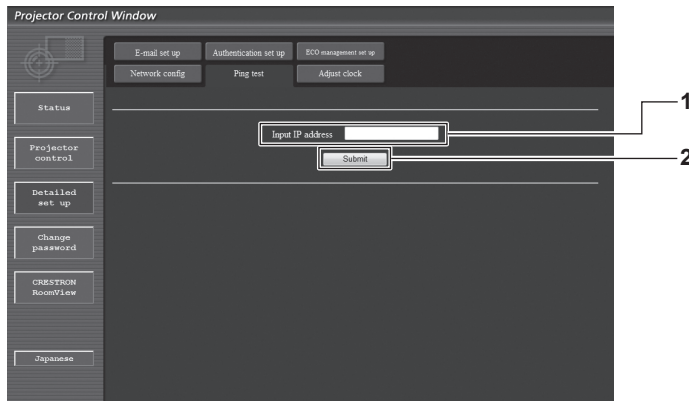 Projector Control Window
E-mail set up
Authentication set up
ECO management set up
Network config
Ping test
Adjust clock
Status
Projector
control
Detailed
set up
Change
password
CRESTRON
RoomView
Japanese
Input IP address
Submit
1
2